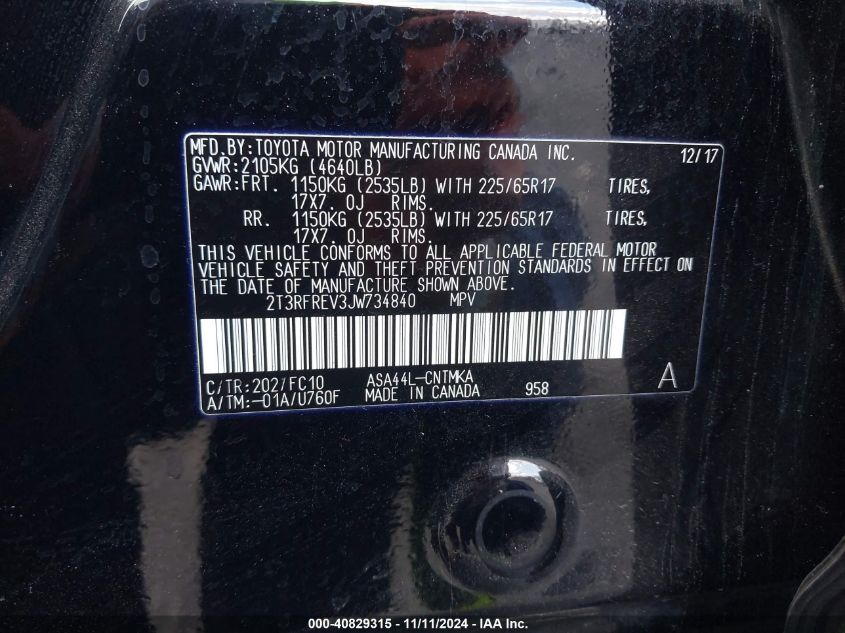 MFD. BY:TOYOTA MOTOR MANUFACTURING CANADA INC. 12/17
GVWR:2105KG (4640LB)
GAWR:FRT. 1150KG (2535LB) WITH 225/65R17 TIRES,
17X7. 0J RIMS.
RR. 1150KG (2535LB) WITH 225/65R17 TIRES,
17X7. 0J RIMS.
THIS VEHICLE CONFORMS TO ALL APPLICABLE FEDERAL MOTOR
VEHICLE SAFETY AND THEFT PREVENTION STANDARDS IN EFFECT ON
THE DATE OF MANUFACTURE SHOWN ABOVE.
2T3RFREV3JW734840 MPV
C/TR:202/FC10 ASA44L-CNTMKA A
A/TM:-01A/U760F MADE IN CANADA 958
000-40829315 - 11/11/2024 - IAA Inc.